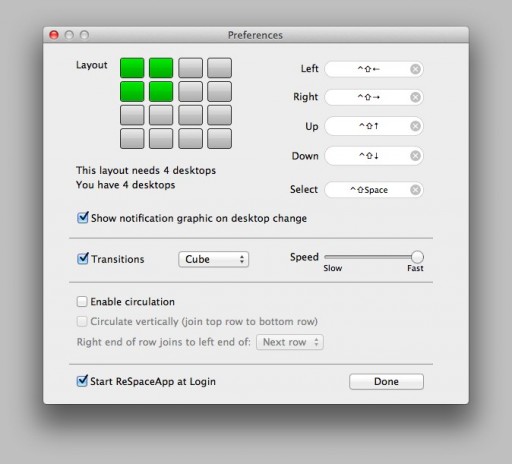 Preferences
Layout
Left ^⇧←
Right ^⇧→
Up ^⇧↑
Down ^⇧↓
Select ^⇧Space
This layout needs 4 desktops
You have 4 desktops
Show notification graphic on desktop change
Transitions Cube Speed
Slow Fast
Enable circulation
Circulate vertically (join top row to bottom row)
Right end of row joins to left end of: Next row
Start ReSpaceApp at Login Done